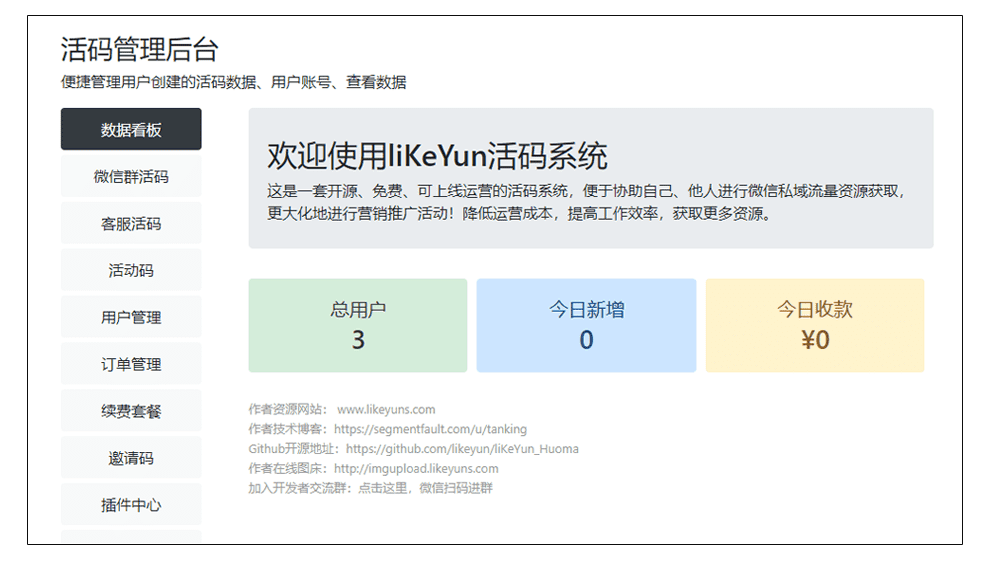 活码管理后台
便捷管理用户创建的活码数据、用户账号、查看数据
数据看板
微信群活码
客服活码
活动码
用户管理
订单管理
续费套餐
邀请码
插件中心
欢迎使用liKeYun活码系统
这是一套开源、免费、可上线运营的活码系统，便于协助自己、他人进行微信私域流量资源获取，
更大化地进行营销推广活动！降低运营成本，提高工作效率，获取更多资源。
总用户
3
今日新增
0
今日收款
¥0
作者资源网站： www.likeyuns.com
作者技术博客：https://segmentfault.com/u/tanking
Github开源地址：https://github.com/likeyun/liKeYun_Huoma
作者在线图床：http://imgupload.likeyuns.com
加入开发者交流群：点击这里，微信扫码进群